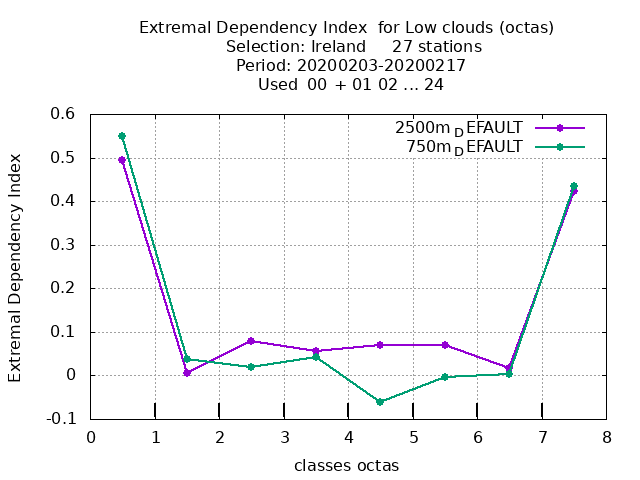 Extremal Dependency Index  for Low clouds (octas)
Selection: Ireland     27 stations
Period: 20200203-20200217
Used  00  + 01 02 ... 24
0.6
0.5
0.4
0.3
0.2
0.1
0
-0.1
Extremal Dependency Index
2500m_DEFAULT
750m_DEFAULT
0 1 2 3 4 5 6 7 8
classes octas